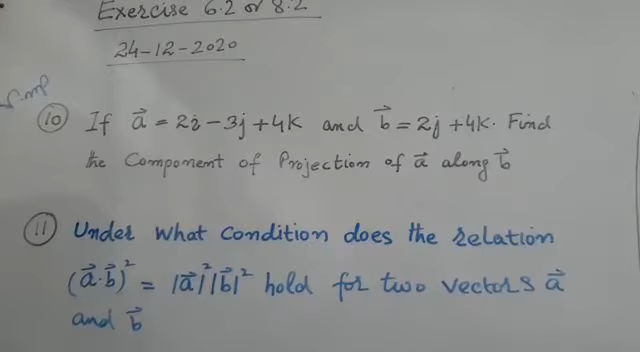 Exercise 6.2 or 8.2
24-12-2020
10 If a⃗ = 2i - 3j + 4k and b⃗ = 2j + 4k. Find
the Component of Projection of a⃗ along b⃗
11 Under what condition does the relation
(a⃗.b⃗)² = |a⃗|²|b⃗|² hold for two vectors a⃗
and b⃗